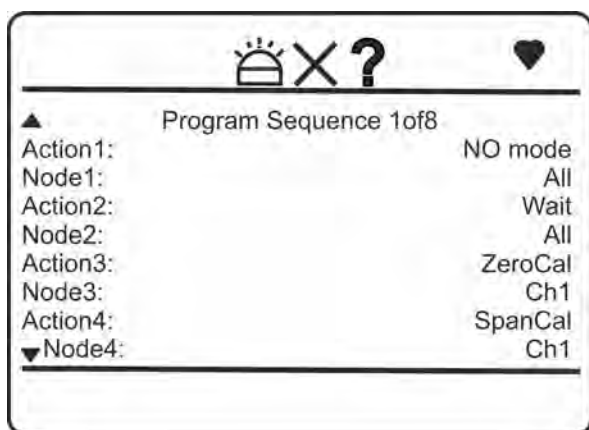 ?
Program Sequence 1of8
Action1: NO mode
Node1: All
Action2: Wait
Node2: All
Action3: ZeroCal
Node3: Ch1
Action4: SpanCal
Node4: Ch1